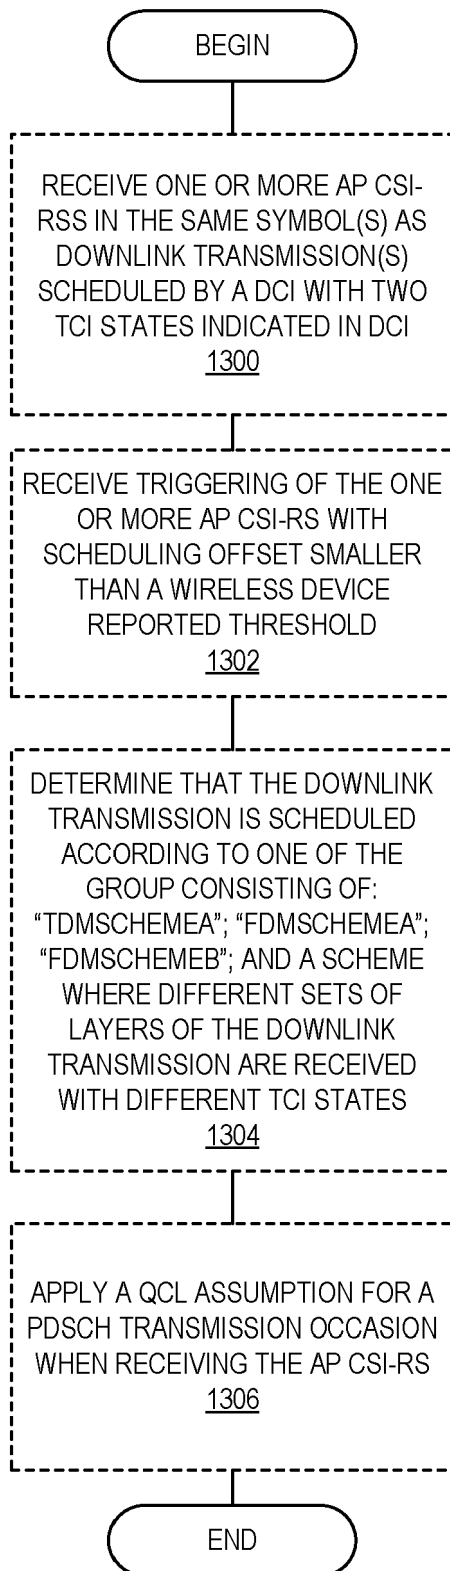 BEGIN
RECEIVE ONE OR MORE AP CSI-
RSS IN THE SAME SYMBOL(S) AS
DOWNLINK TRANSMISSION(S)
SCHEDULED BY A DCI WITH TWO
TCI STATES INDICATED IN DCI
1300
RECEIVE TRIGGERING OF THE ONE
OR MORE AP CSI-RS WITH
SCHEDULING OFFSET SMALLER
THAN A WIRELESS DEVICE
REPORTED THRESHOLD
1302
DETERMINE THAT THE DOWNLINK
TRANSMISSION IS SCHEDULED
ACCORDING TO ONE OF THE
GROUP CONSISTING OF:
“TDMSCHEMEA”; “FDMSCHEMEA”;
“FDMSCHEMEB”; AND A SCHEME
WHERE DIFFERENT SETS OF
LAYERS OF THE DOWNLINK
TRANSMISSION ARE RECEIVED
WITH DIFFERENT TCI STATES
1304
APPLY A QCL ASSUMPTION FOR A
PDSCH TRANSMISSION OCCASION
WHEN RECEIVING THE AP CSI-RS
1306
END